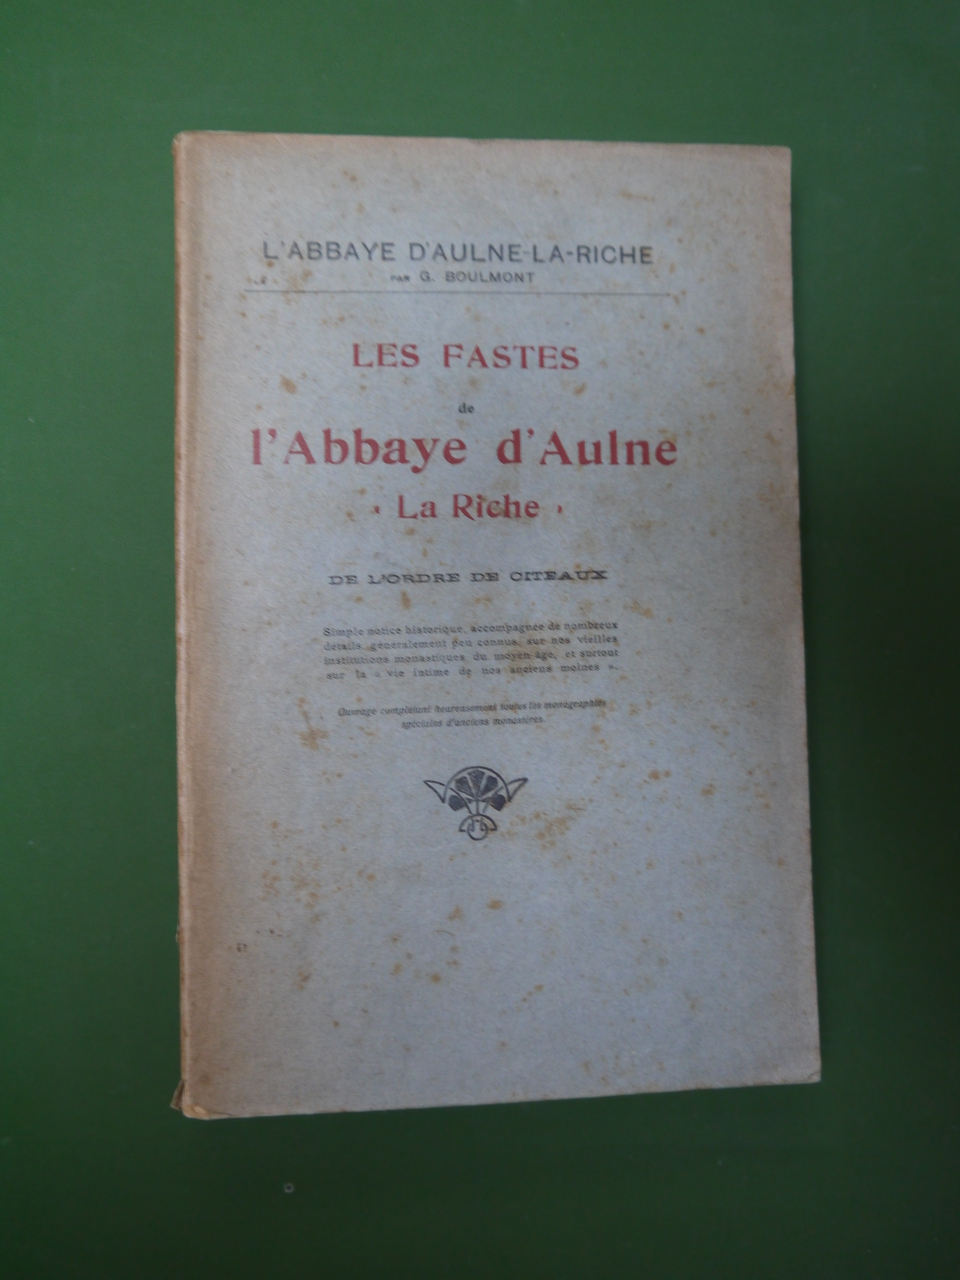 L'ABBAYE D'AULNE-LA-RICHE
PAR G. BOULMONT
LES FASTES
de
l'Abbaye d'Aulne
« La Riche »
DE L'ORDRE DE CITEAUX
Simple notice historique, accompagnée de nombreux
détails généralement peu connus, sur nos vieilles
institutions monastiques du moyen-âge, et surtout
sur la « vie intime de nos anciens moines ».
Ouvrage complétant heureusement toutes les monographies
spéciales d'anciens monastères